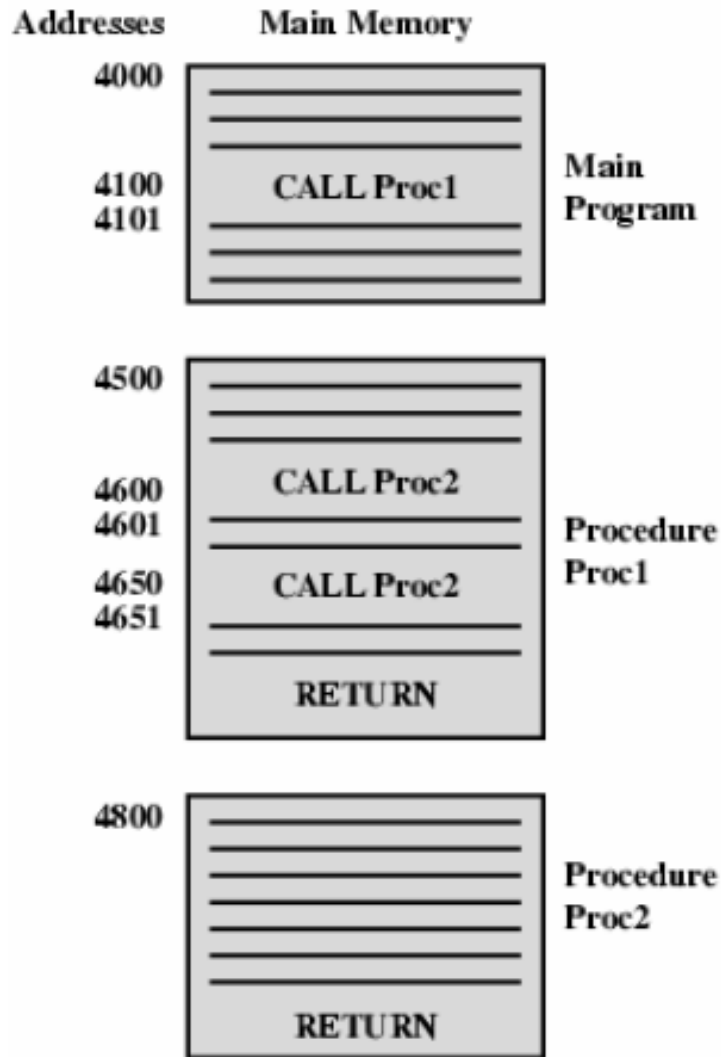 Addresses Main Memory
4000
4100 CALL Proc1
4101
Main
Program
4500
4600 CALL Proc2
4601
4650 CALL Proc2
4651
RETURN
Procedure
Proc1
4800
RETURN
Procedure
Proc2